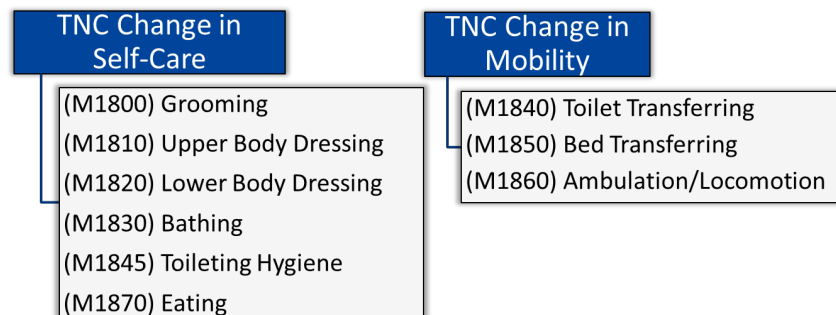 TNC Change in
Self-Care
(M1800) Grooming
(M1810) Upper Body Dressing
(M1820) Lower Body Dressing
(M1830) Bathing
(M1845) Toileting Hygiene
(M1870) Eating
TNC Change in
Mobility
(M1840) Toilet Transferring
(M1850) Bed Transferring
(M1860) Ambulation/Locomotion